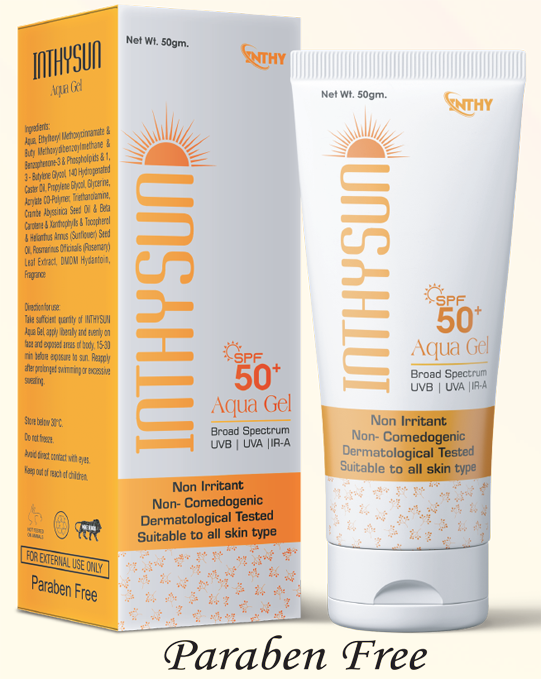 INTHYSUN
Aqua Gel
Ingredients:
Aqua, Ethylhexyl Methoxycinnamate &
Butyl Methoxydibenzoylmethane &
Benzophenone-3 & Phospholipids & 1,
3 - Butylene Glycol, 140 Hydrogenated
Castor Oil, Propylene Glycol, Glycerine,
Acrylate CO-Polymer, Triethanolamine,
Crambe Abyssinica Seed Oil & Beta
Carotene & Xanthophylls & Tocopherol
& Helianthus Annus (Sunflower) Seed
Oil, Rosmarinus Officinalis (Rosemary)
Leaf Extract, DMDM Hydantoin,
Fragrance
Direction for use:
Take sufficient quantity of INTHYSUN
Aqua Gel, apply liberally and evenly on
face and exposed areas of body, 15-30
min before exposure to sun. Reapply
after prolonged swimming or excessive
sweating.
Store below 30°C.
Do not freeze.
Avoid direct contact with eyes.
Keep out of reach of children.
FOR EXTERNAL USE ONLY
Paraben Free
Net Wt. 50gm.
INTHY
INTHYSUN
SPF
50+
Aqua Gel
Broad Spectrum
UVB | UVA |IR-A
Non Irritant
Non- Comedogenic
Dermatological Tested
Suitable to all skin type
Net Wt. 50gm.
INTHY
INTHYSUN
SPF
50+
Aqua Gel
Broad Spectrum
UVB | UVA |IR-A
Non Irritant
Non- Comedogenic
Dermatological Tested
Suitable to all skin type
Paraben Free